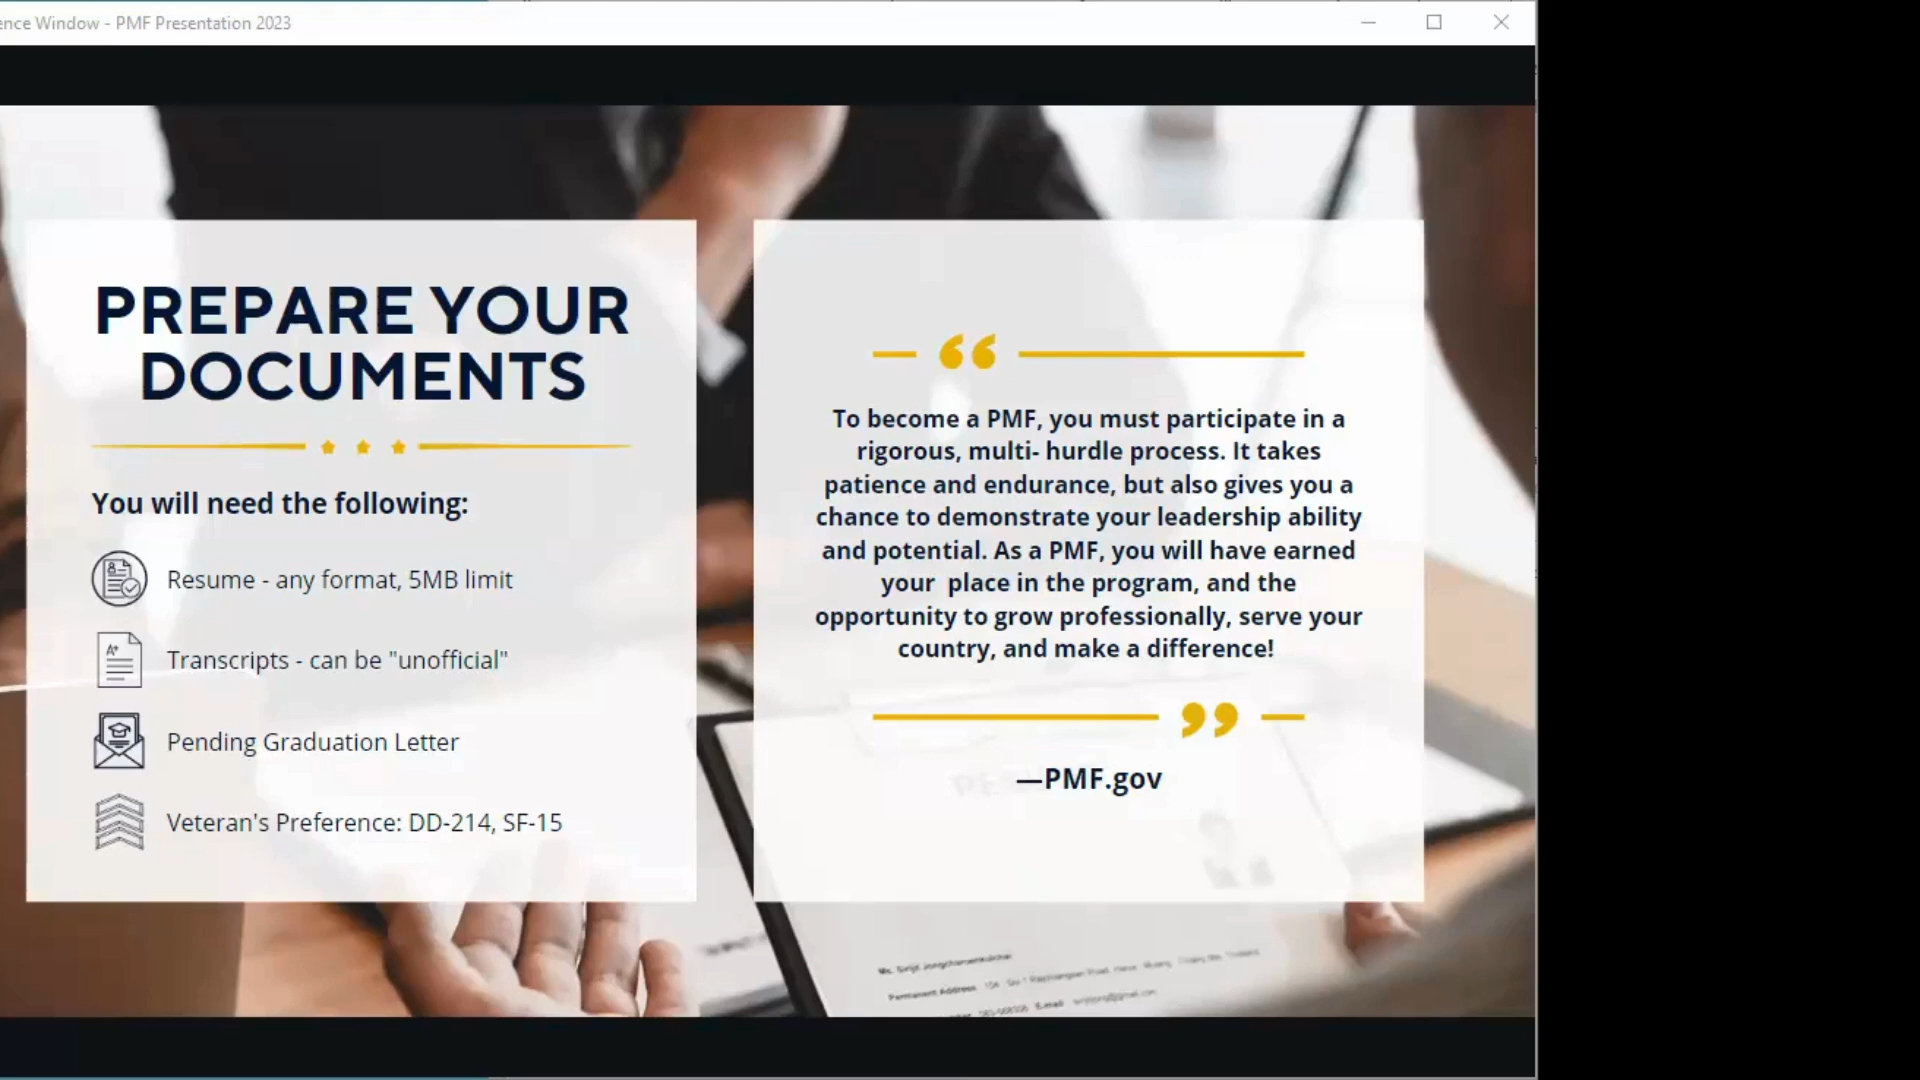 ence Window - PMF Presentation 2023
PREPARE YOUR
DOCUMENTS
You will need the following:
Resume - any format, 5MB limit
Transcripts - can be "unofficial"
Pending Graduation Letter
Veteran's Preference: DD-214, SF-15
“
To become a PMF, you must participate in a
rigorous, multi- hurdle process. It takes
patience and endurance, but also gives you a
chance to demonstrate your leadership ability
and potential. As a PMF, you will have earned
your  place in the program, and the
opportunity to grow professionally, serve your
country, and make a difference!
”
—PMF.gov
Permanent Address